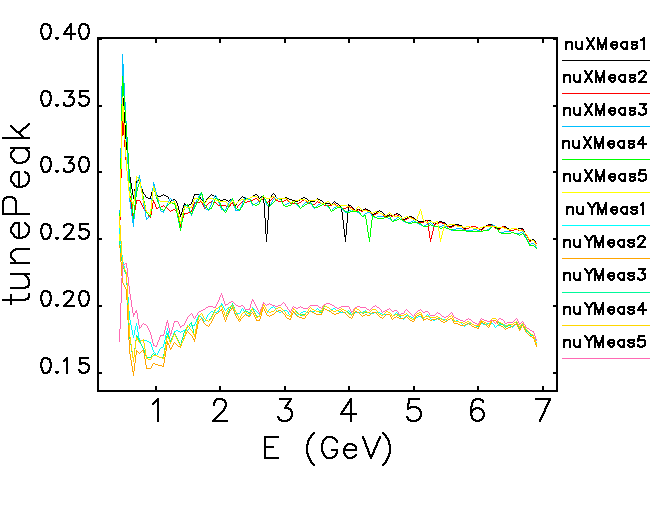 0.40
0.35
0.30
0.25
0.20
0.15
tunePeak
1 2 3 4 5 6 7
E (GeV)
nuXMeas1
nuXMeas2
nuXMeas3
nuXMeas4
nuXMeas5
nuYMeas1
nuYMeas2
nuYMeas3
nuYMeas4
nuYMeas5